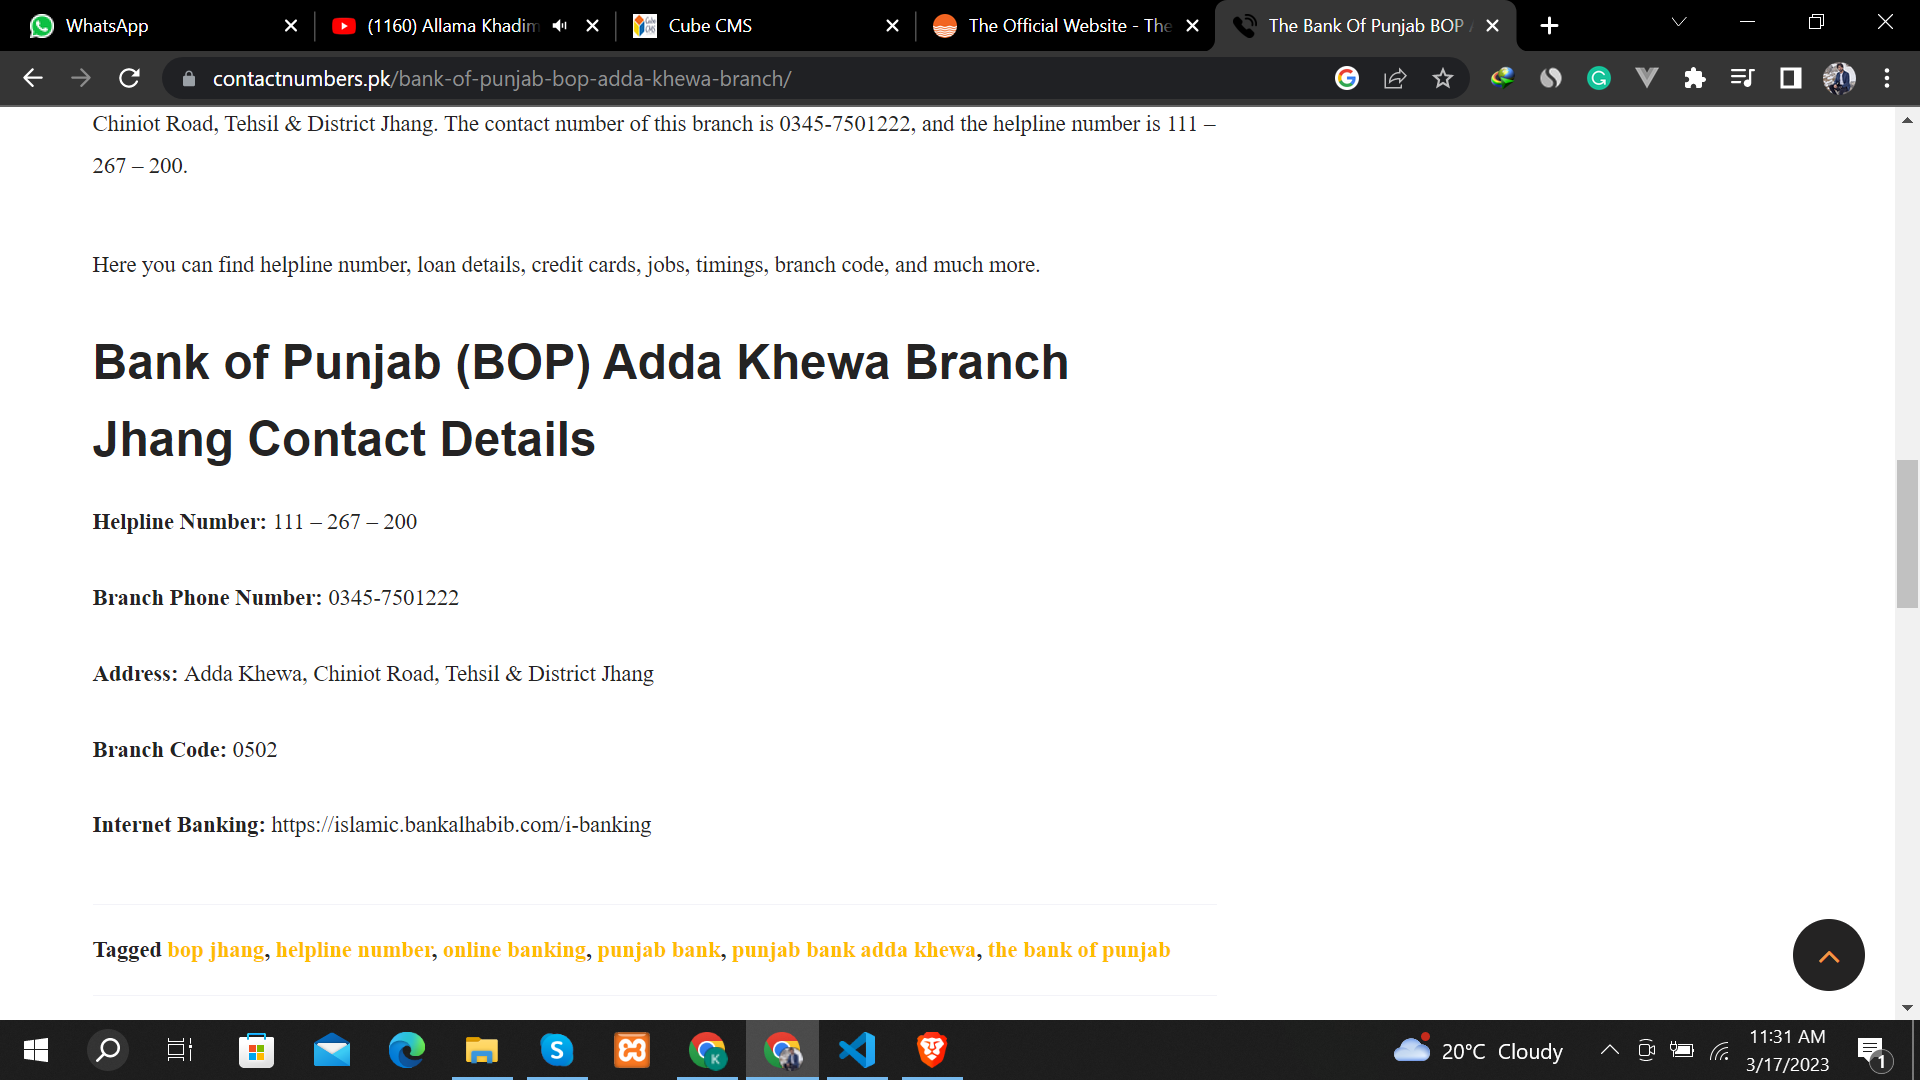 WhatsApp
(1160) Allama Khadim
Cube CMS
The Official Website - The
The Bank Of Punjab BOP
contactnumbers.pk/bank-of-punjab-bop-adda-khewa-branch/
Chiniot Road, Tehsil & District Jhang. The contact number of this branch is 0345-7501222, and the helpline number is 111 –
267 – 200.
Here you can find helpline number, loan details, credit cards, jobs, timings, branch code, and much more.
Bank of Punjab (BOP) Adda Khewa Branch
Jhang Contact Details
Helpline Number: 111 – 267 – 200
Branch Phone Number: 0345-7501222
Address: Adda Khewa, Chiniot Road, Tehsil & District Jhang
Branch Code: 0502
Internet Banking: https://islamic.bankalhabib.com/i-banking
Tagged bop jhang, helpline number, online banking, punjab bank, punjab bank adda khewa, the bank of punjab
20°C Cloudy
11:31 AM
3/17/2023
1